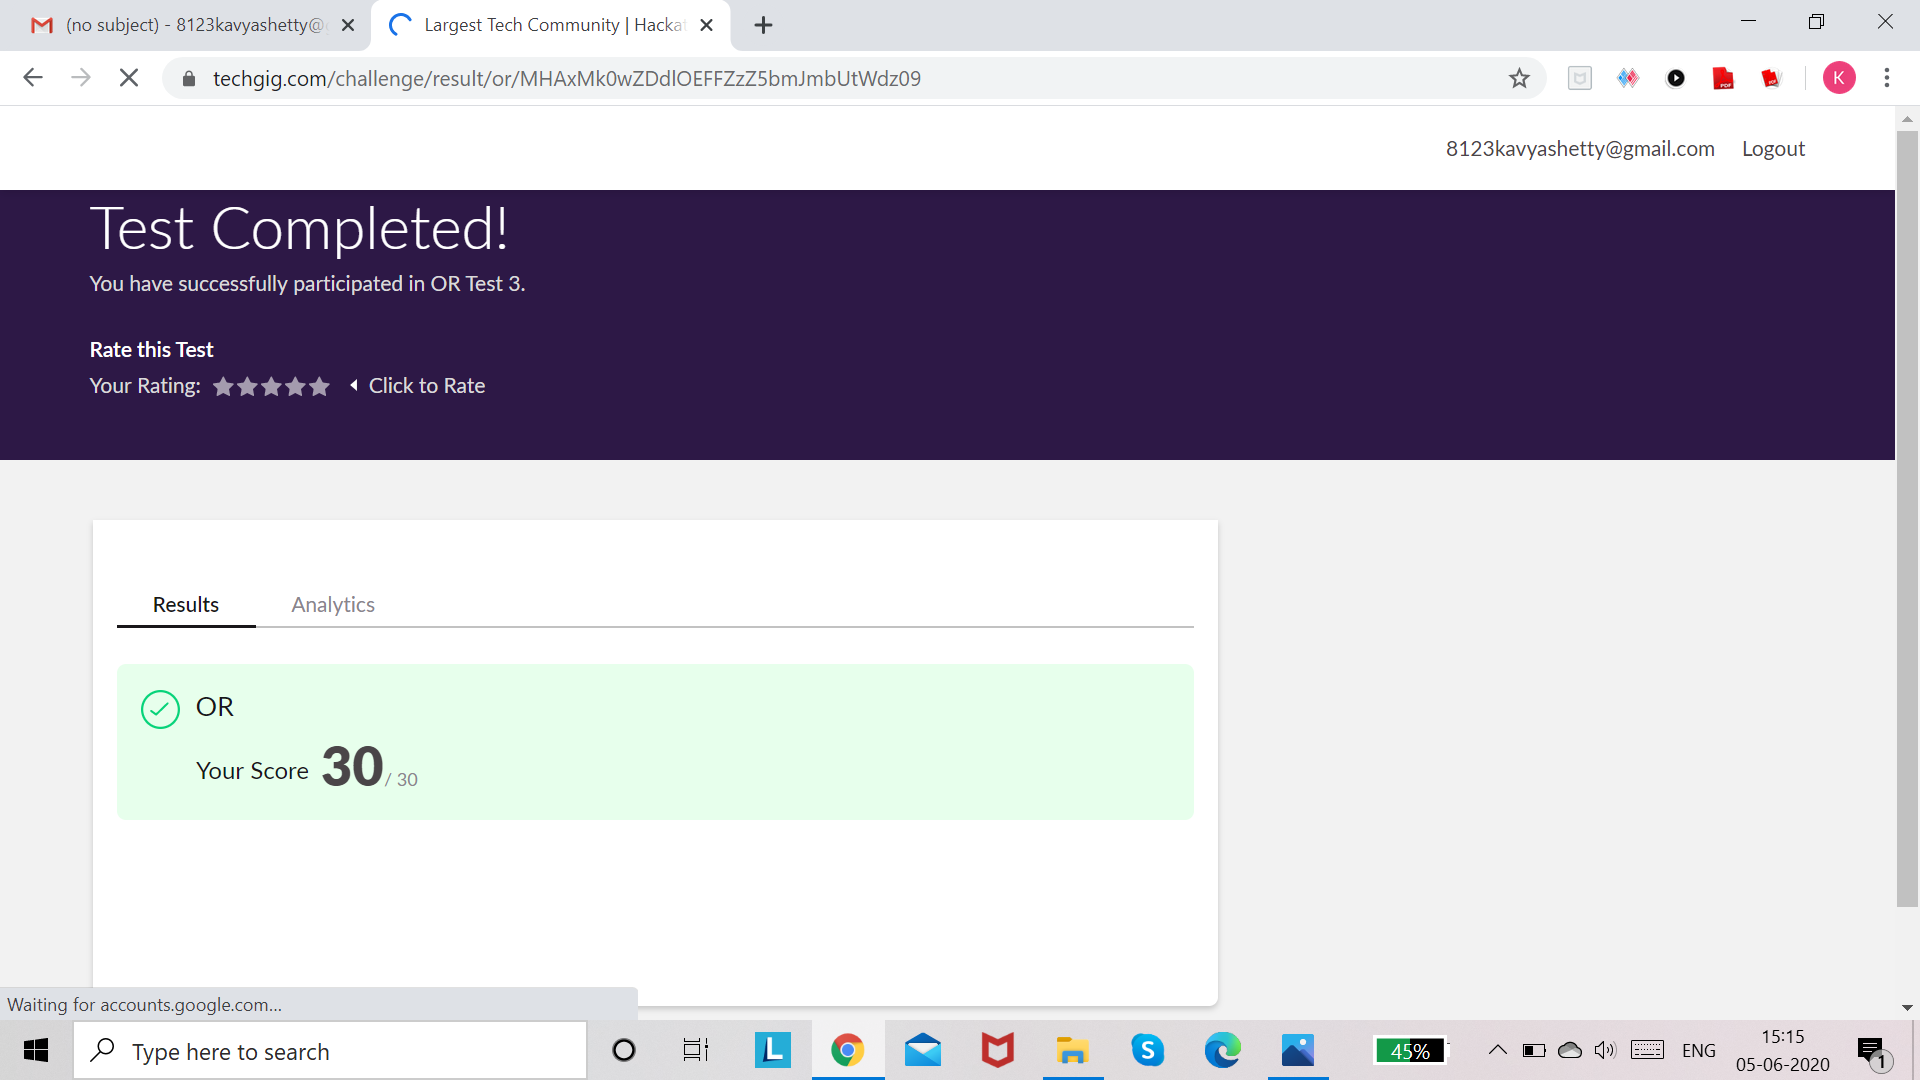 (no subject) - 8123kavyashetty@
Largest Tech Community | Hacka
techgig.com/challenge/result/or/MHAxMk0wZDdlOEFFZzZ5bmJmbUtWdz09
K
8123kavyashetty@gmail.com Logout
Test Completed!
You have successfully participated in OR Test 3.
Rate this Test
Your Rating: Click to Rate
Results Analytics
OR
Your Score 30 / 30
Waiting for accounts.google.com...
Type here to search
L
S
45%
ENG
15:15
05-06-2020
1